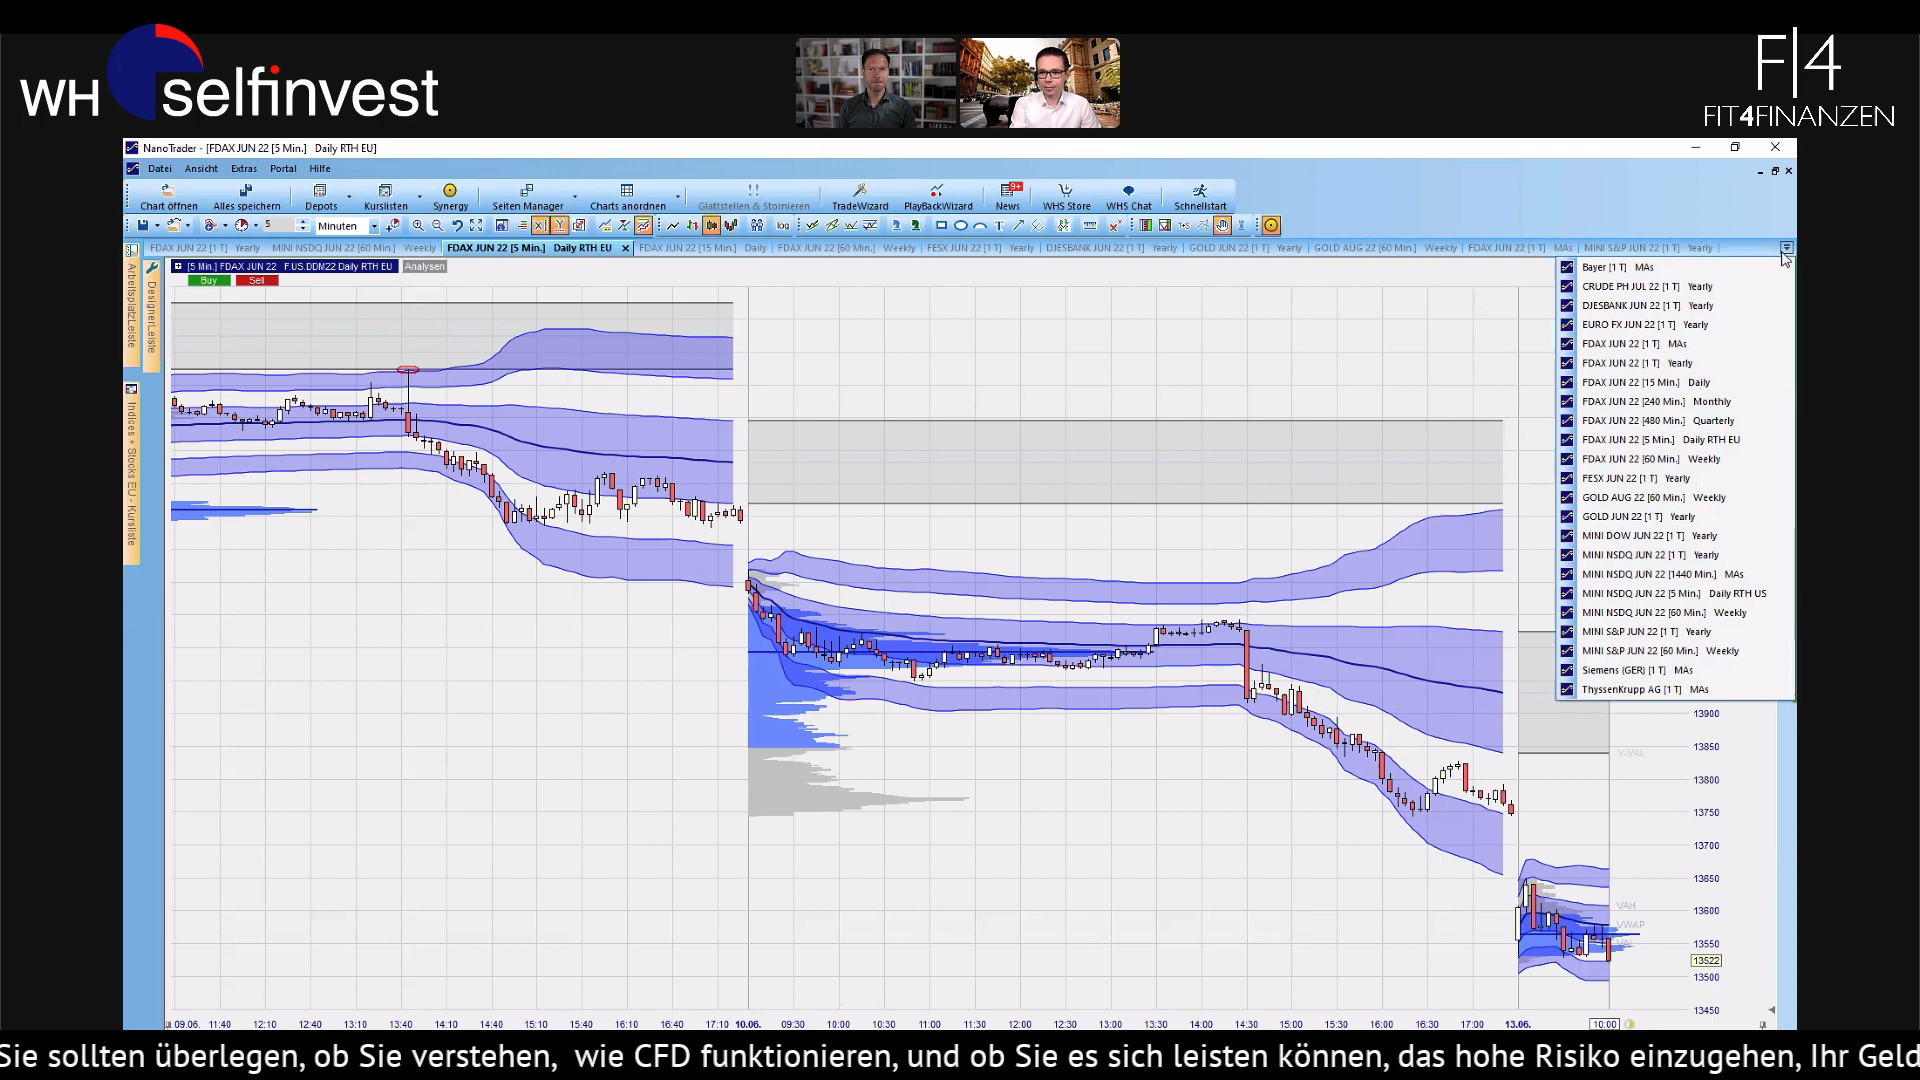 WH selfinvest
F|4
FIT4FINANZEN
NanoTrader - [FDAX JUN 22 [5 Min.] Daily RTH EU]
Datei Ansicht Extras Portal Hilfe
Chart öffnen Alles speichern Depots Kurslisten Synergy Seiten Manager Charts anordnen Glattstellen & Stornieren TradeWizard PlayBackWizard News 9+ WHS Store WHS Chat Schnellstart
5 Minuten log
FDAX JUN 22 [1 T] Yearly MINI NSDQ JUN 22 [60 Min.] Weekly FDAX JUN 22 [5 Min.] Daily RTH EU FDAX JUN 22 [15 Min.] Daily FDAX JUN 22 [60 Min.] Weekly FESX JUN 22 [1 T] Yearly DJESBANK JUN 22 [1 T] Yearly GOLD JUN 22 [1 T] Yearly GOLD AUG 22 [60 Min.] Weekly FDAX JUN 22 [1 T] MAs MINI S&P JUN 22 [1 T] Yearly
[5 Min.] FDAX JUN 22 F.US.DDM22 Daily RTH EU Analysen
Buy Sell
ArbeitsplatzLeiste
DesignerLeiste
Indices + Stocks EU - Kursliste
Bayer [1 T] MAs
CRUDE PH JUL 22 [1 T] Yearly
DJESBANK JUN 22 [1 T] Yearly
EURO FX JUN 22 [1 T] Yearly
FDAX JUN 22 [1 T] MAs
FDAX JUN 22 [1 T] Yearly
FDAX JUN 22 [15 Min.] Daily
FDAX JUN 22 [240 Min.] Monthly
FDAX JUN 22 [480 Min.] Quarterly
FDAX JUN 22 [5 Min.] Daily RTH EU
FDAX JUN 22 [60 Min.] Weekly
FESX JUN 22 [1 T] Yearly
GOLD AUG 22 [60 Min.] Weekly
GOLD JUN 22 [1 T] Yearly
MINI DOW JUN 22 [1 T] Yearly
MINI NSDQ JUN 22 [1 T] Yearly
MINI NSDQ JUN 22 [1440 Min.] MAs
MINI NSDQ JUN 22 [5 Min.] Daily RTH US
MINI NSDQ JUN 22 [60 Min.] Weekly
MINI S&P JUN 22 [1 T] Yearly
MINI S&P JUN 22 [60 Min.] Weekly
Siemens (GER) [1 T] MAs
ThyssenKrupp AG [1 T] MAs
13900
13850
Y-VAL
13800
13750
13700
13650
13600
VAH
VWAP
13550
VAL
13522
13500
13450
09.06. 11:40 12:10 12:40 13:10 13:40 14:10 14:40 15:10 15:40 16:10 16:40 17:10 10.06. 09:30 10:00 10:30 11:00 11:30 12:00 12:30 13:00 13:30 14:00 14:30 15:00 15:30 16:00 16:30 17:00 13.06. 10:00
Sie sollten überlegen, ob Sie verstehen, wie CFD funktionieren, und ob Sie es sich leisten können, das hohe Risiko einzugehen, Ihr Geld